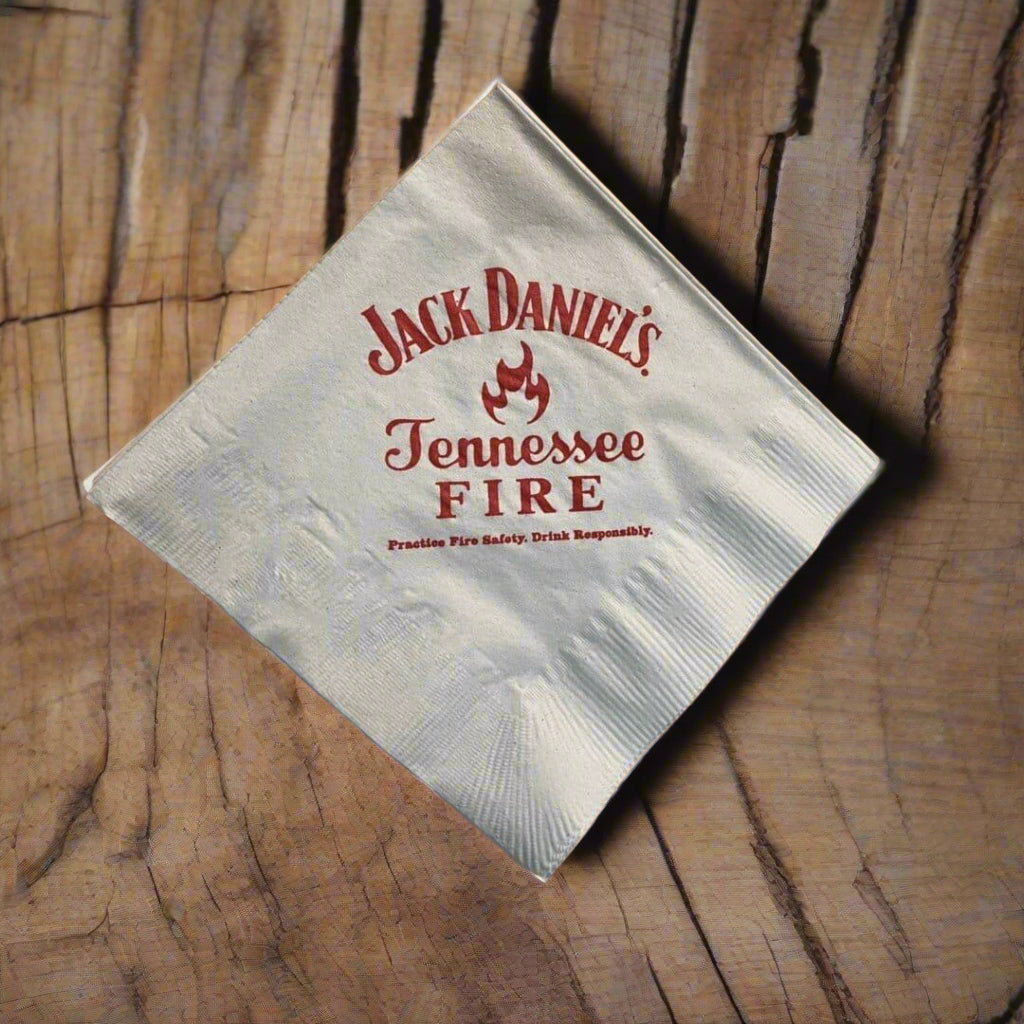 JACK DANIEL'S
Tennessee
FIRE
Practice Fire Safety. Drink Responsibly.